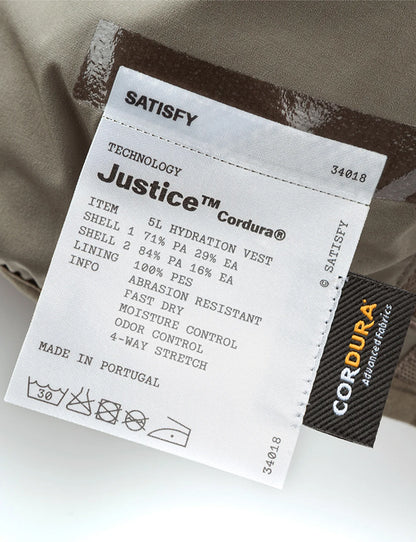 SATISFY
34018
TECHNOLOGY
Justice™ Cordura®
ITEM 5L HYDRATION VEST
SHELL 1 71% PA 29% EA
SHELL 2 84% PA 16% EA
LINING 100% PES
INFO ABRASION RESISTANT
FAST DRY
MOISTURE CONTROL
ODOR CONTROL
4-WAY STRETCH
MADE IN PORTUGAL
30
34018
© SATISFY
CORDURA®
Advanced Fabrics